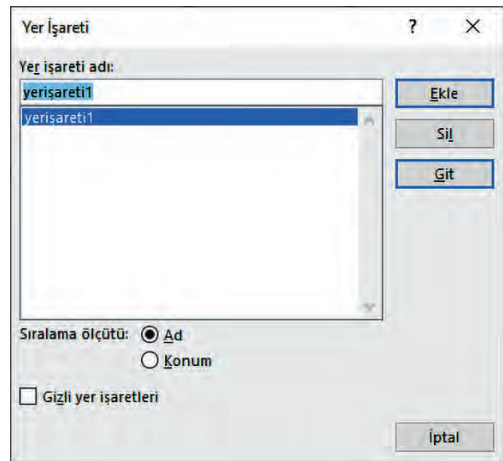 Yer İşareti ? ✕
Yer işareti adı:
yerişareti1
yerişareti1
Ekle
Sil
Git
Sıralama ölçütü: Ad
Konum
Gizli yer işaretleri
İptal